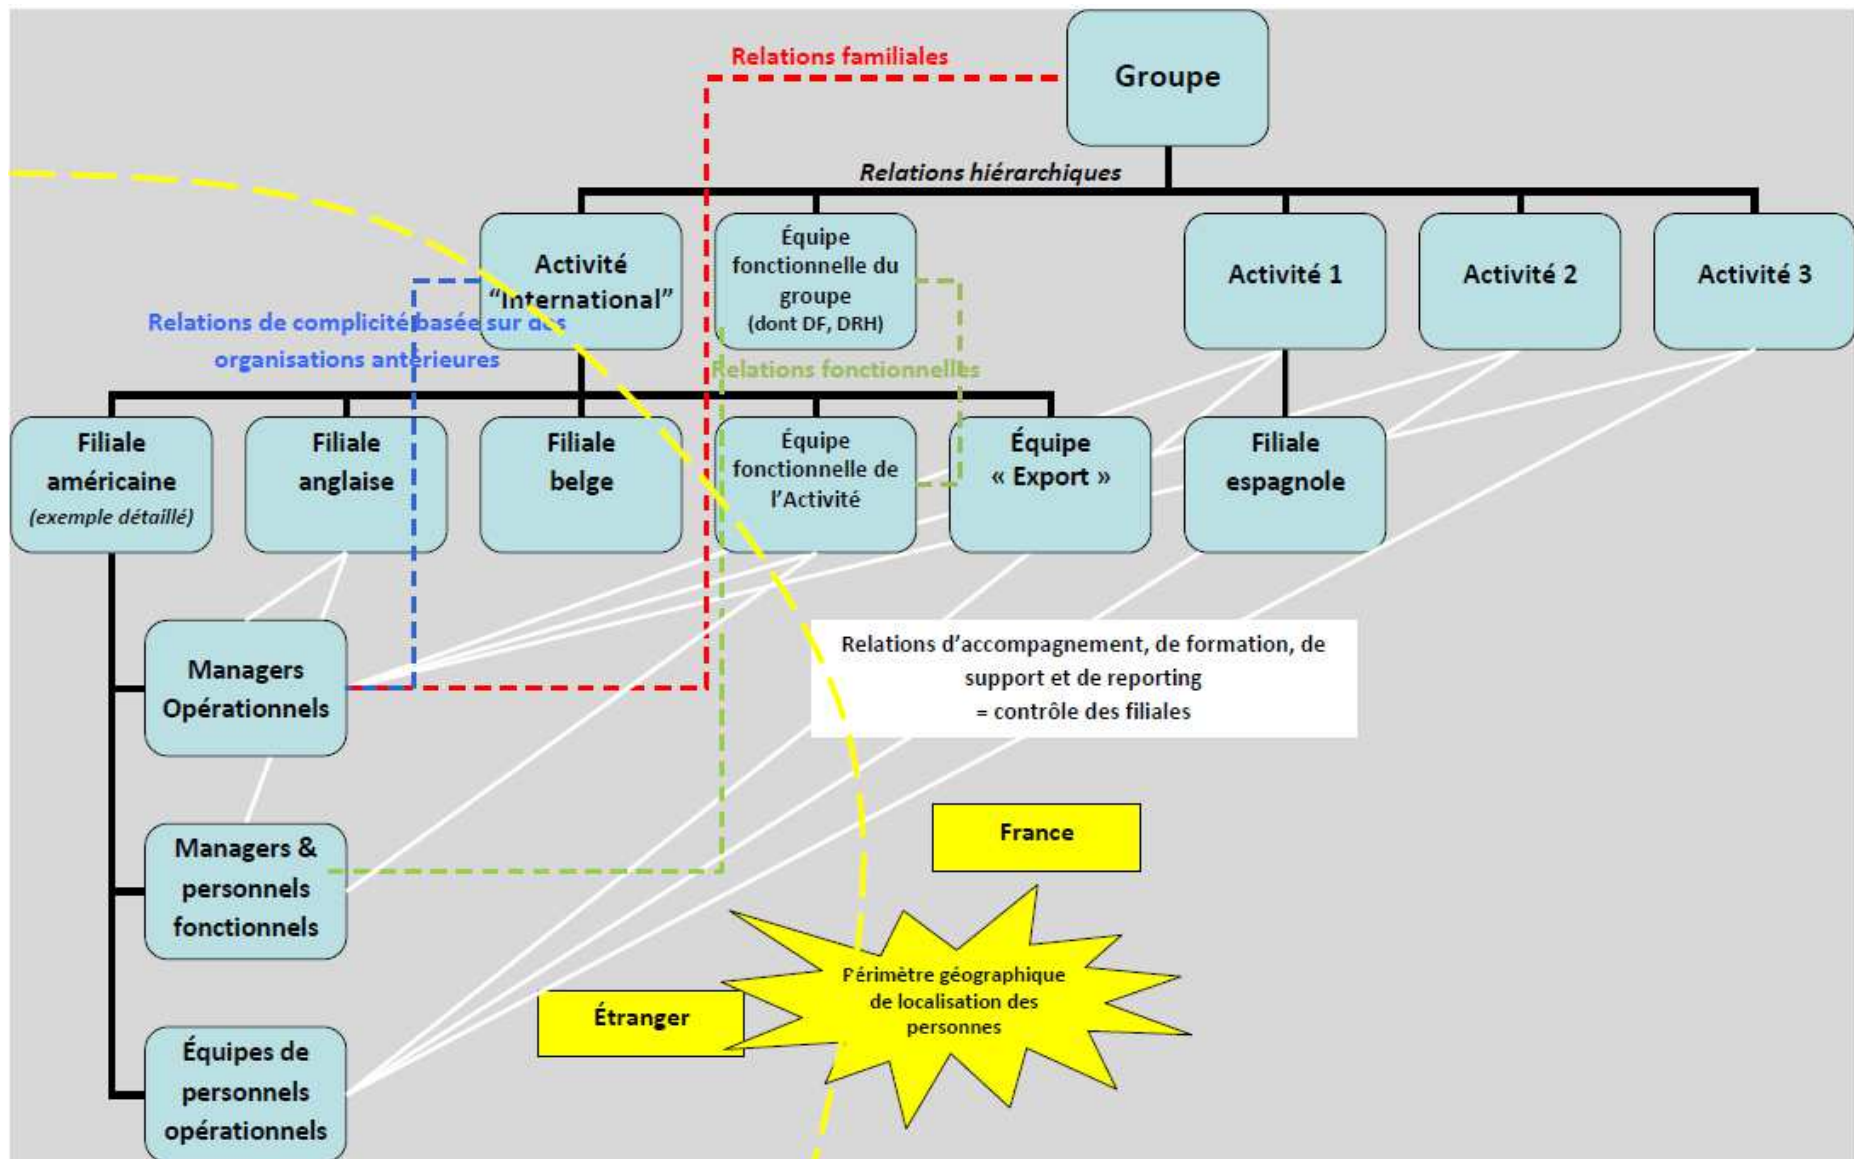 Relations familiales
Groupe
Relations hiérarchiques
Activité
“International”
Équipe
fonctionnelle du
groupe
(dont DF, DRH)
Activité 1
Activité 2
Activité 3
Relations de complicité basée sur des
organisations antérieures
Relations fonctionnelles
Filiale
américaine
(exemple détaillé)
Filiale
anglaise
Filiale
belge
Équipe
fonctionnelle de
l’Activité
Équipe
« Export »
Filiale
espagnole
Managers
Opérationnels
Relations d’accompagnement, de formation, de
support et de reporting
= contrôle des filiales
Managers &
personnels
fonctionnels
France
Périmètre géographique
de localisation des
personnes
Étranger
Équipes de
personnels
opérationnels